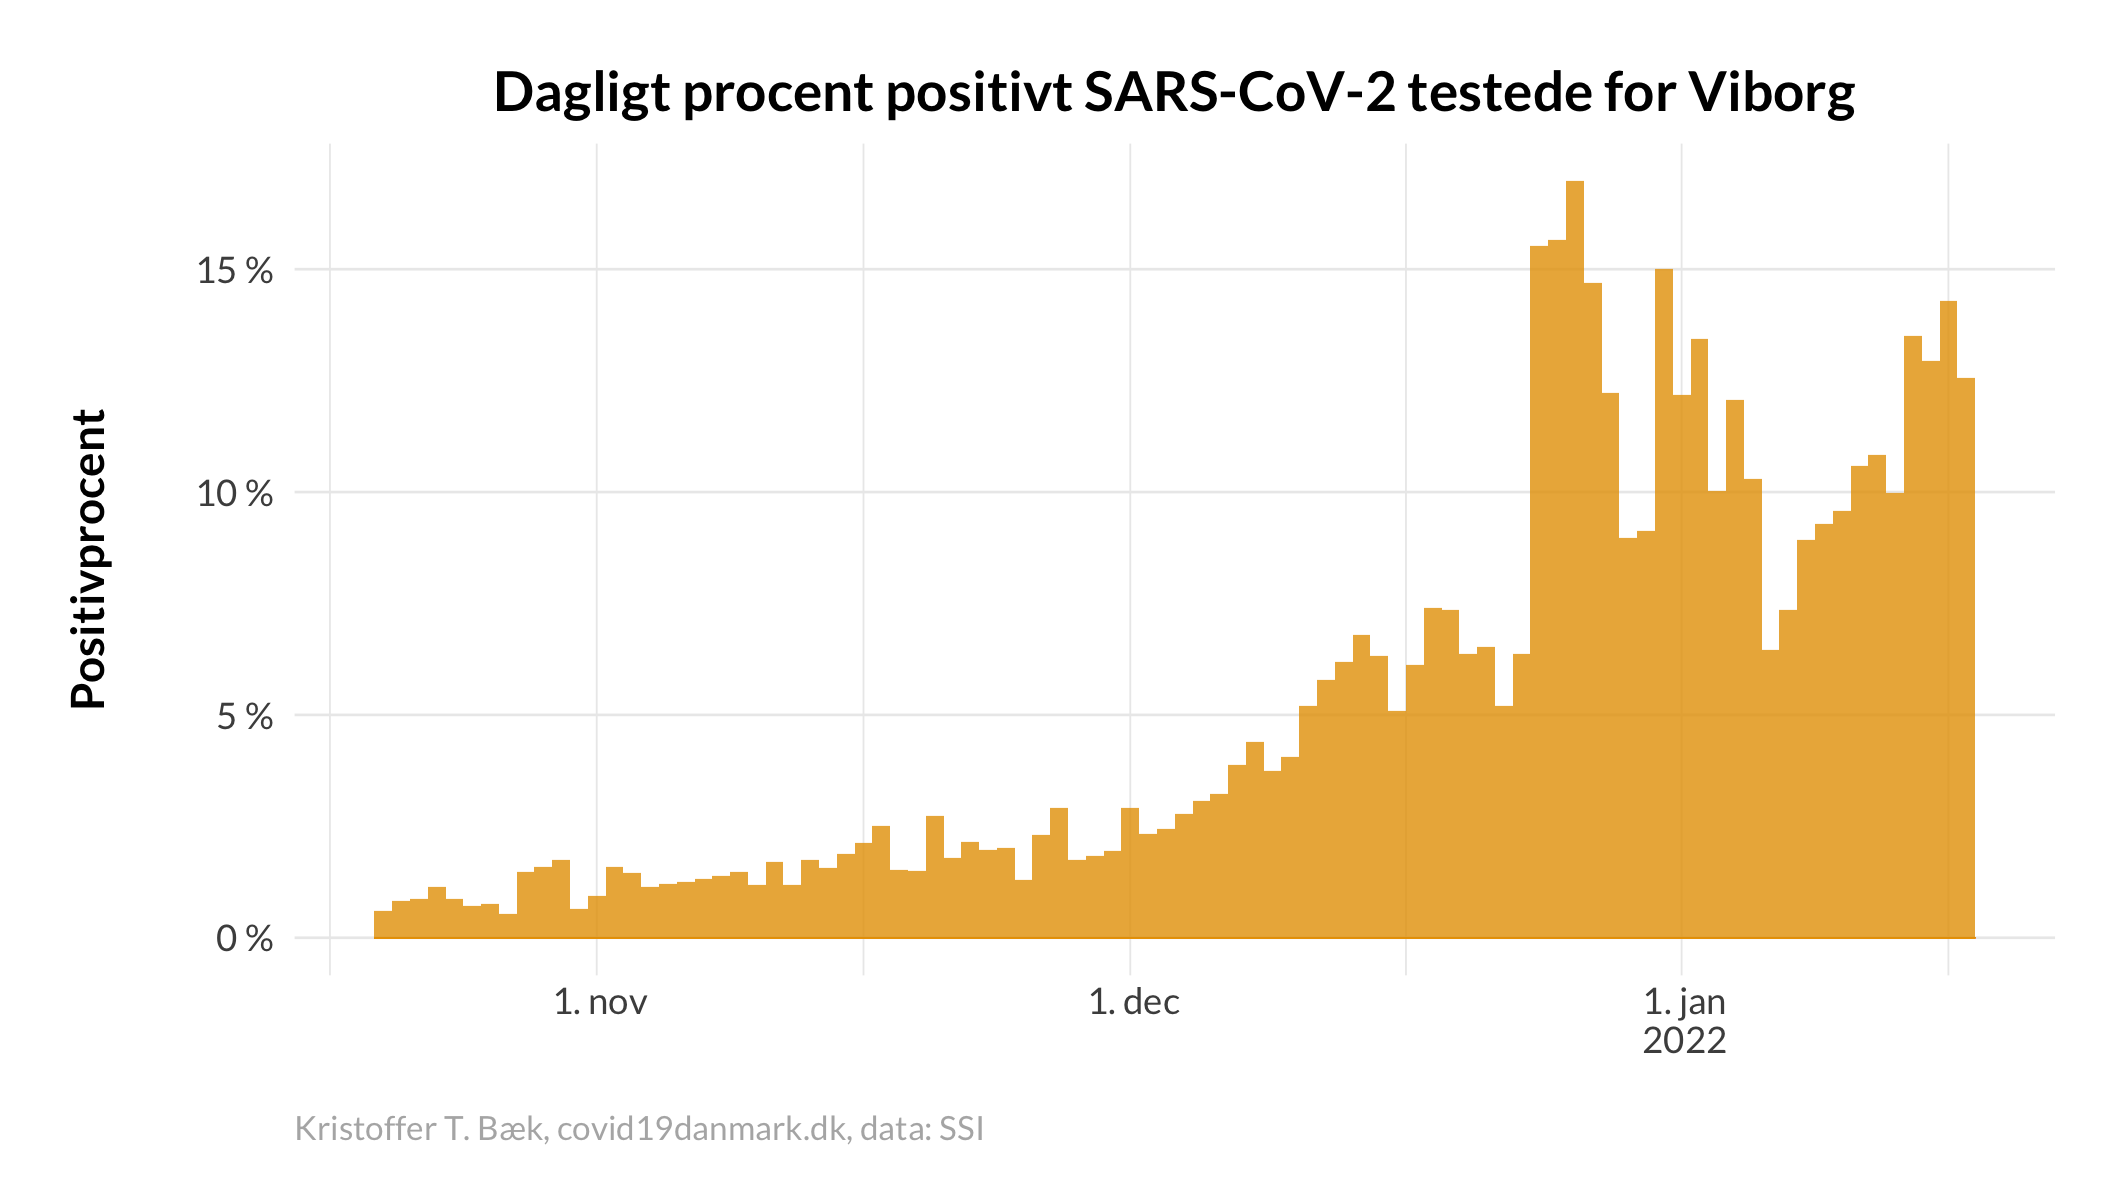 Dagligt procent positivt SARS-CoV-2 testede for Viborg
Positivprocent
15 %
10 %
5 %
0 %
1. nov
1. dec
1. jan
2022
Kristoffer T. Bæk, covid19danmark.dk, data: SSI